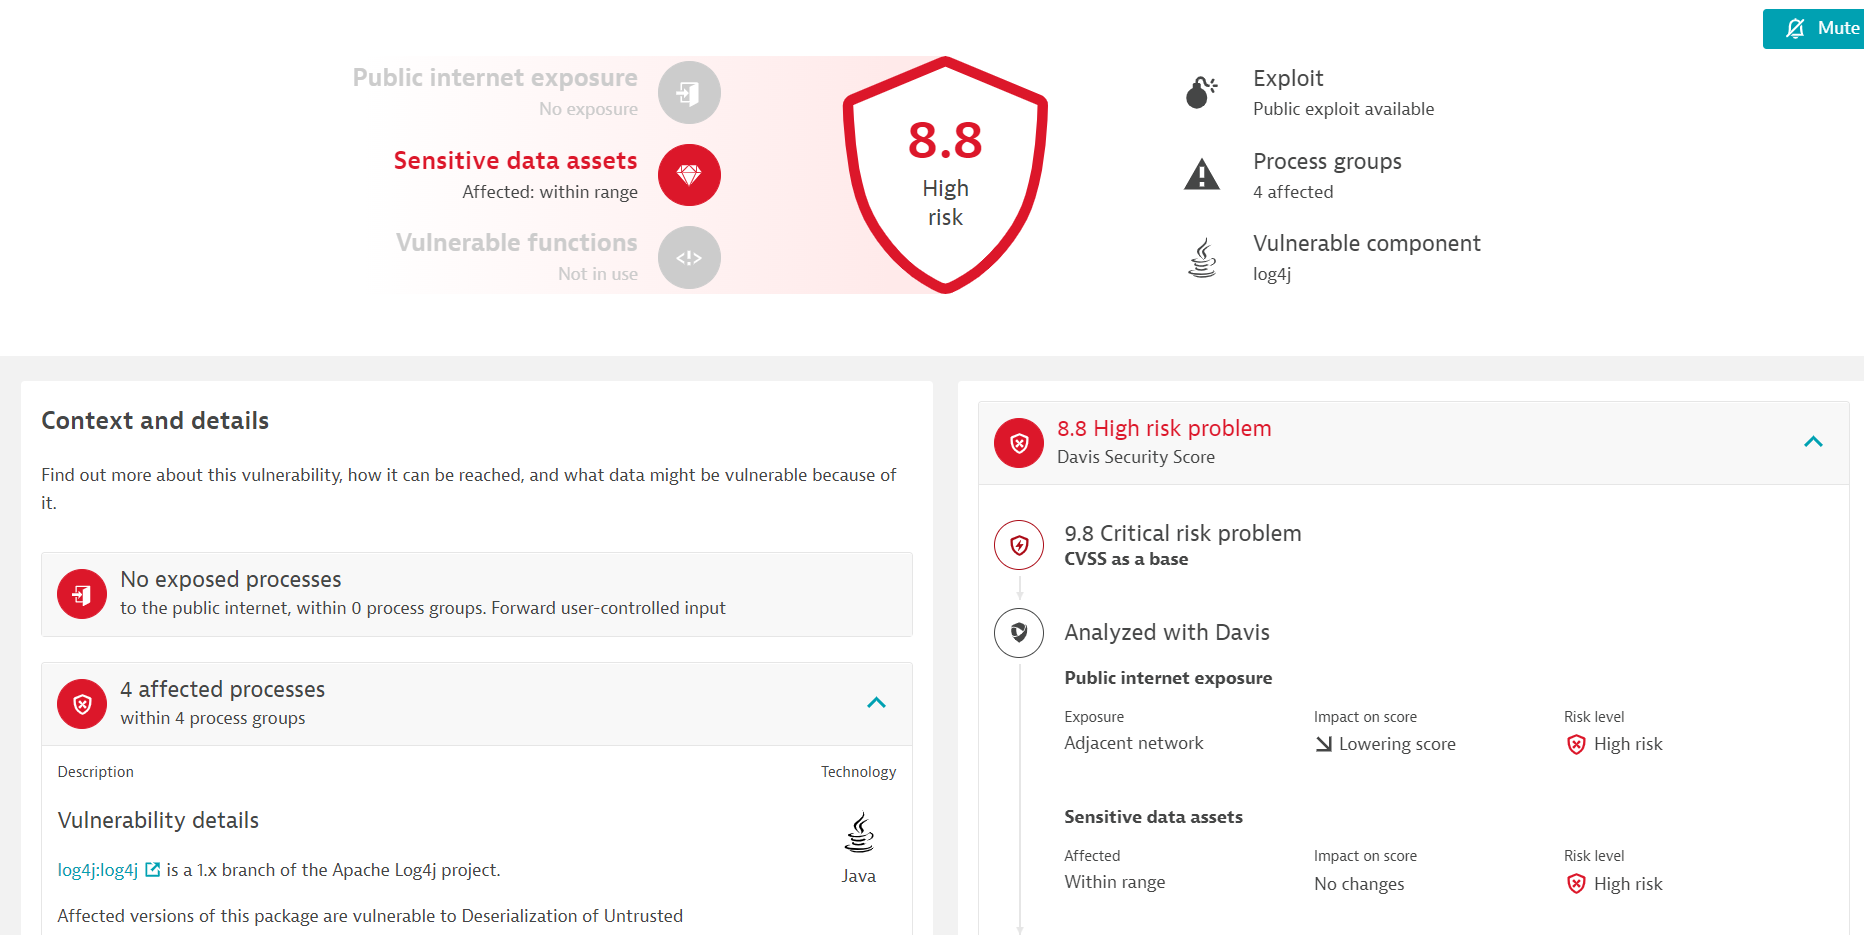 Mute
Public internet exposure
No exposure
Sensitive data assets
Affected: within range
Vulnerable functions
Not in use
8.8
High
risk
Exploit
Public exploit available
Process groups
4 affected
Vulnerable component
log4j
Context and details
Find out more about this vulnerability, how it can be reached, and what data might be vulnerable because of
it.
No exposed processes
to the public internet, within 0 process groups. Forward user-controlled input
4 affected processes
within 4 process groups
Description
Technology
Vulnerability details
log4j:log4j is a 1.x branch of the Apache Log4j project.
Java
Affected versions of this package are vulnerable to Deserialization of Untrusted
8.8 High risk problem
Davis Security Score
9.8 Critical risk problem
CVSS as a base
Analyzed with Davis
Public internet exposure
Exposure Impact on score Risk level
Adjacent network Lowering score High risk
Sensitive data assets
Affected Impact on score Risk level
Within range No changes High risk